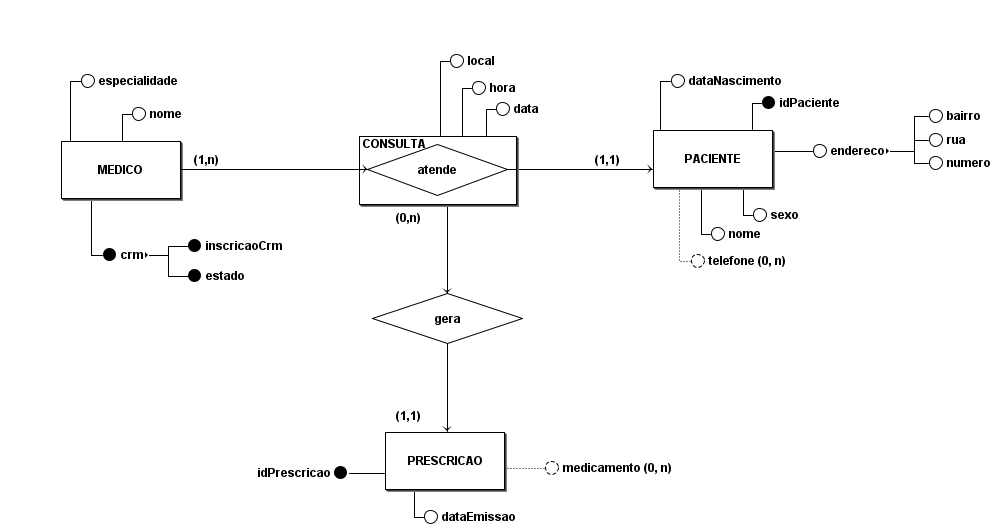 local
especialidade
dataNascimento
hora
idPaciente
data
nome
bairro
CONSULTA
rua
endereco
PACIENTE
(1,n)
(1,1)
numero
MEDICO
atende
sexo
(0,n)
nome
inscricaoCrm
crm
telefone (0, n)
estado
gera
(1,1)
PRESCRICAO
medicamento (0, n)
idPrescricao
dataEmissao